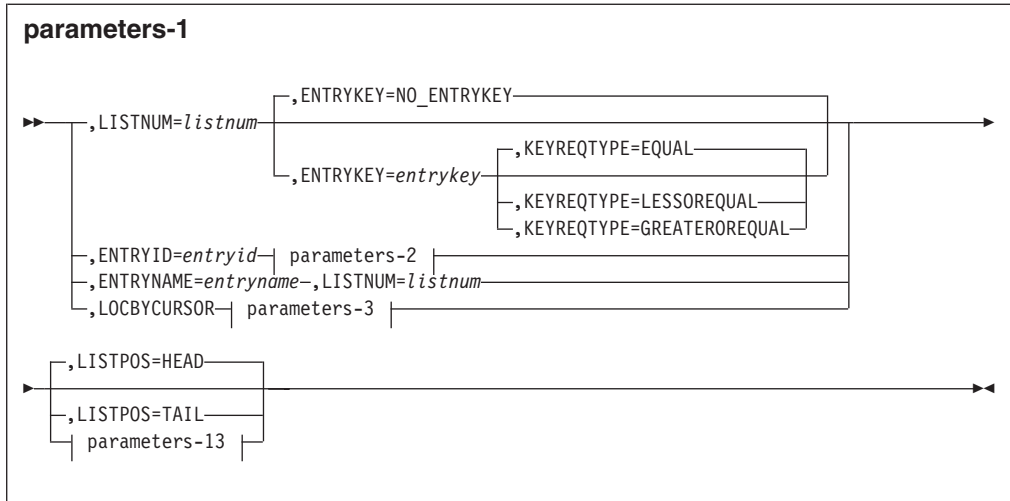 parameters-1
,ENTRYKEY=NO_ENTRYKEY
,LISTNUM=listnum
,KEYREQTYPE=EQUAL
,ENTRYKEY=entrykey
,KEYREQTYPE=LESSOREQUAL
,KEYREQTYPE=GREATEROREQUAL
,ENTRYID=entryid parameters-2
,ENTRYNAME=entryname ,LISTNUM=listnum
,LOCBYCURSOR parameters-3
,LISTPOS=HEAD
,LISTPOS=TAIL
parameters-13